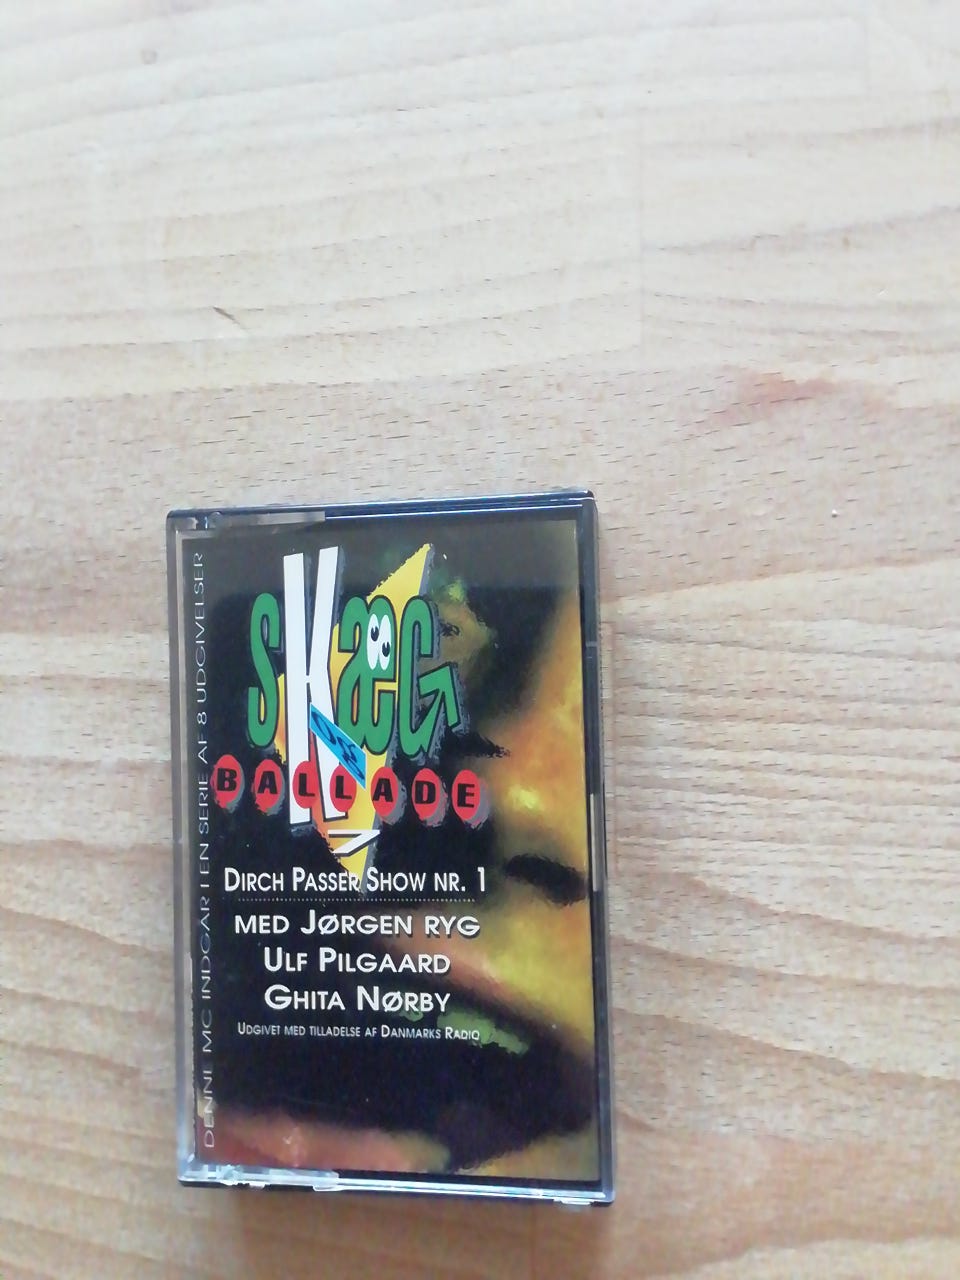 SKÆG
OG
BALLADE
DIRCH PASSER SHOW NR. 1
MED JØRGEN RYG
ULF PILGAARD
GHITA NØRBY
UDGIVET MED TILLADELSE AF DANMARKS RADIO
DENNE MC INDGÅR I EN SERIE AF 8 UDGIVELSER